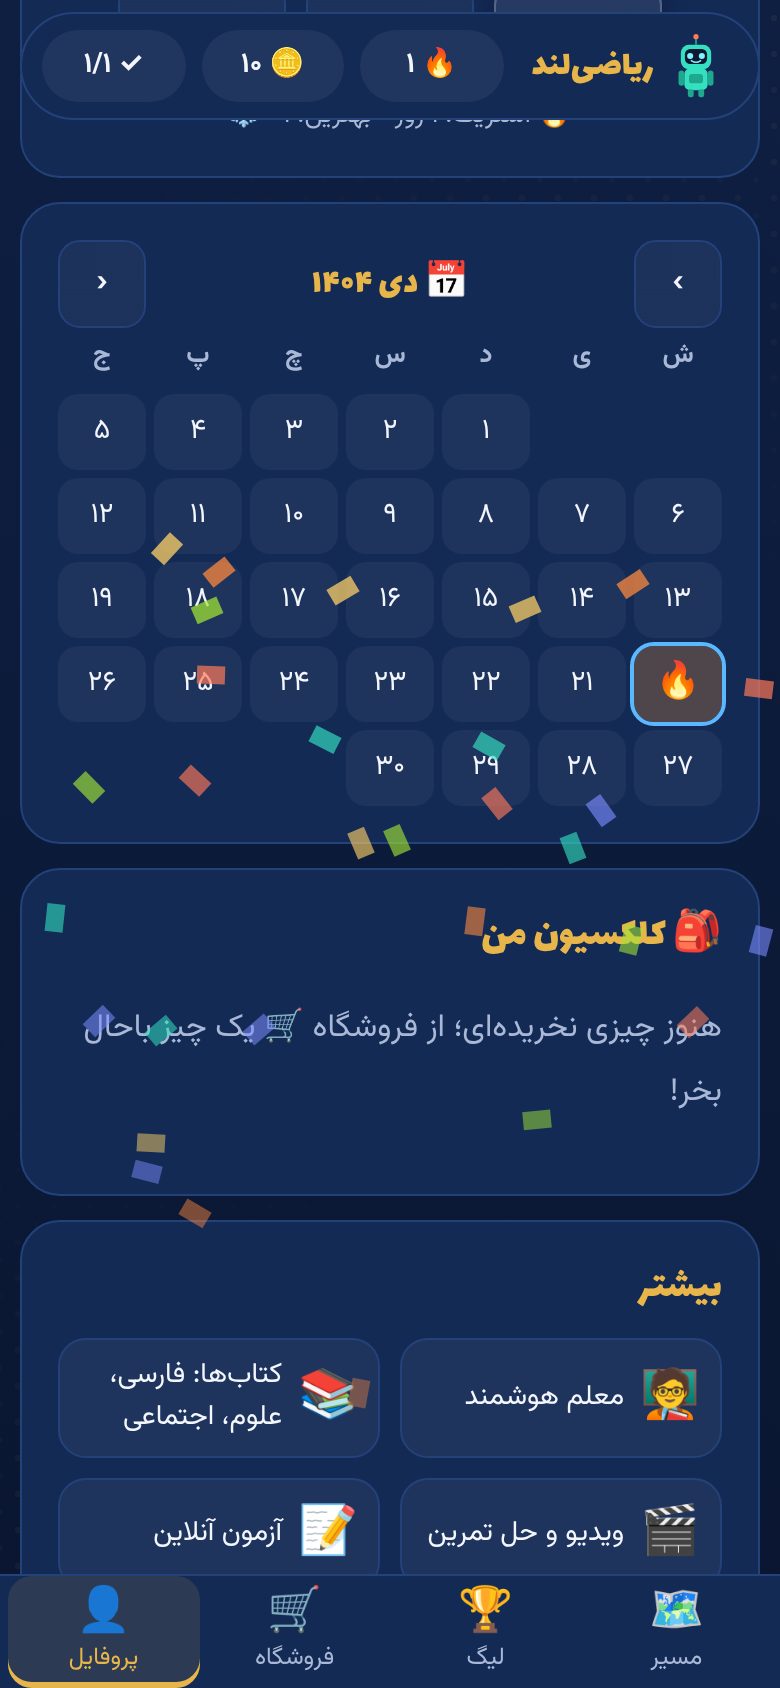 ریاضی‌لند
🔥 ۱
🪙 ۱۰
✔ ۱/۱
📅 دی ۱۴۰۴
ش ی د س چ پ ج
۱ ۲ ۳ ۴ ۵
۶ ۷ ۸ ۹ ۱۰ ۱۱ ۱۲
۱۳ ۱۴ ۱۵ ۱۶ ۱۷ ۱۸ ۱۹
🔥 ۲۱ ۲۲ ۲۳ ۲۴ ۲۵ ۲۶
۲۷ ۲۸ ۲۹ ۳۰
🎒 کلکسیون من
هنوز چیزی نخریده‌ای؛ از فروشگاه 🛒 یک چیز باحال
بخر!
بیشتر
معلم هوشمند
کتاب‌ها: فارسی،
علوم، اجتماعی
ویدیو و حل تمرین
آزمون آنلاین
مسیر
لیگ
فروشگاه
پروفایل